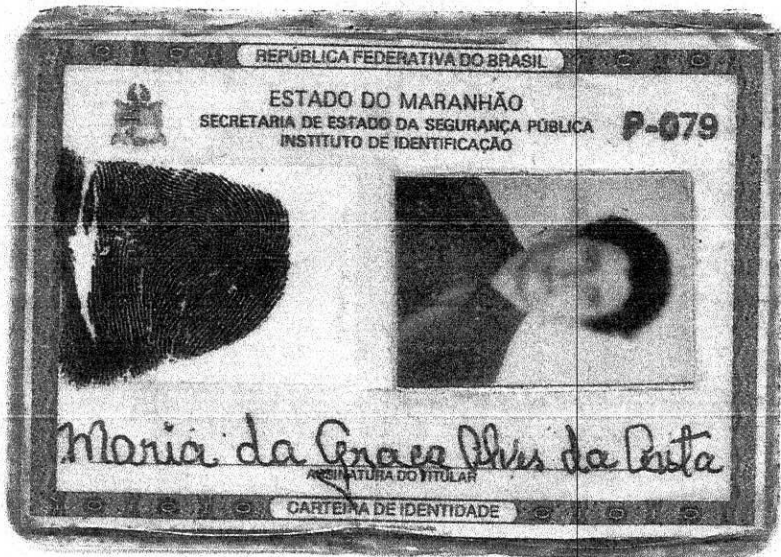 REPÚBLICA FEDERATIVA DO BRASIL
ESTADO DO MARANHÃO
SECRETARIA DE ESTADO DA SEGURANÇA PÚBLICA
INSTITUTO DE IDENTIFICAÇÃO
P-079
Maria da Graça Alves da Costa
ASSINATURA DO TITULAR
CARTEIRA DE IDENTIDADE